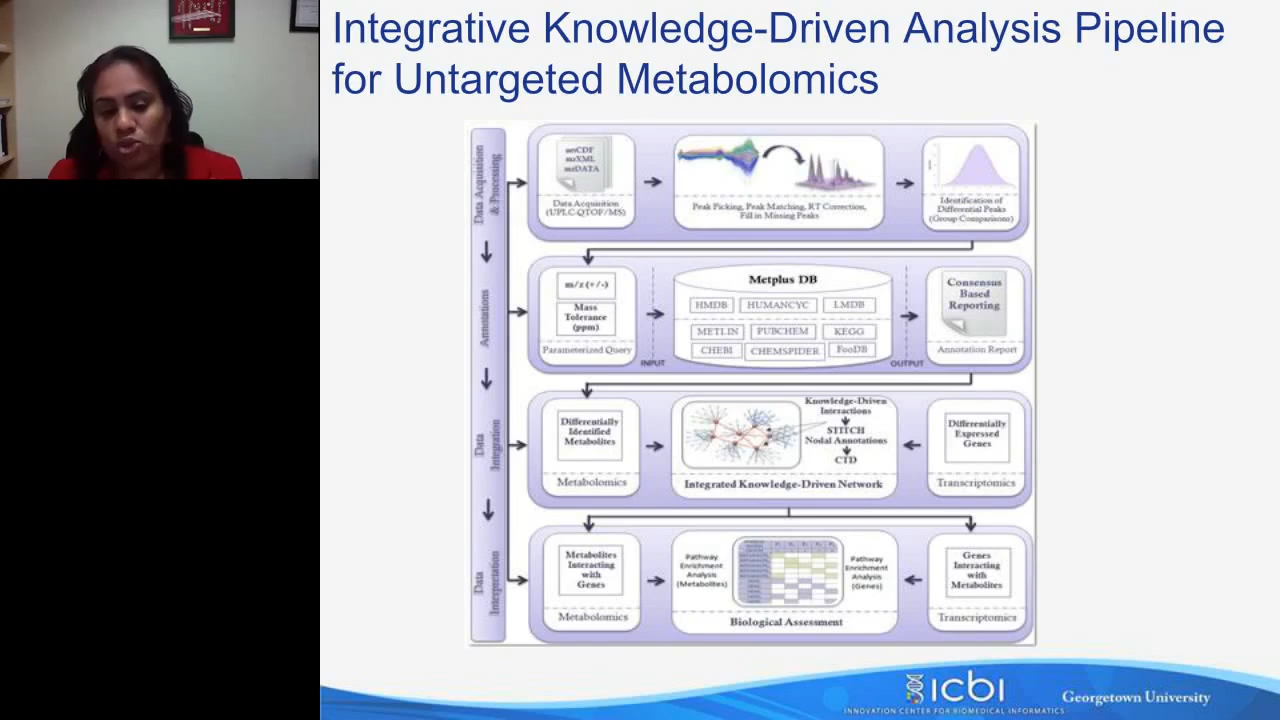 Integrative Knowledge-Driven Analysis Pipeline
for Untargeted Metabolomics
Data Acquisition
& Processing
netCDF
mzXML
mzDATA
Data Acquisition
(UPLC-QTOF/MS)
Peak Picking, Peak Matching, RT Correction,
Fill in Missing Peaks
Identification of
Differential Peaks
(Group Comparisons)
Annotations
m/z (+/-)
Mass
Tolerance
(ppm)
Parameterized Query
INPUT
Metplus DB
HMDB
HUMANCYC
LMDB
METLIN
PUBCHEM
KEGG
CHEBI
CHEMSPIDER
FooDB
OUTPUT
Consensus
Based
Reporting
Annotation Report
Data
Integration
Differentially
Identified
Metabolites
Metabolomics
Knowledge-Driven
Interactions
STITCH
Nodal Annotations
CTD
Integrated Knowledge-Driven Network
Differentially
Expressed
Genes
Transcriptomics
Data
Interpretation
Metabolites
Interacting
with
Genes
Metabolomics
Pathway
Enrichment
Analysis
(Metabolites)
Pathway
Enrichment
Analysis
(Genes)
Biological Assessment
Genes
Interacting
with
Metabolites
Transcriptomics
icbi
INNOVATION CENTER FOR BIOMEDICAL INFORMATICS
Georgetown University